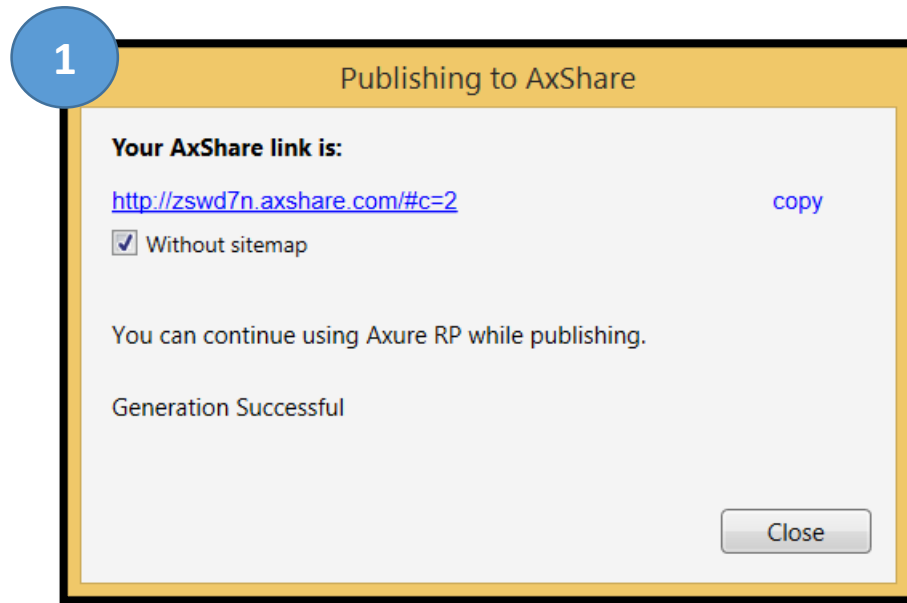 1
Publishing to AxShare
Your AxShare link is:
http://zswd7n.axshare.com/#c=2 copy
Without sitemap
You can continue using Axure RP while publishing.
Generation Successful
Close